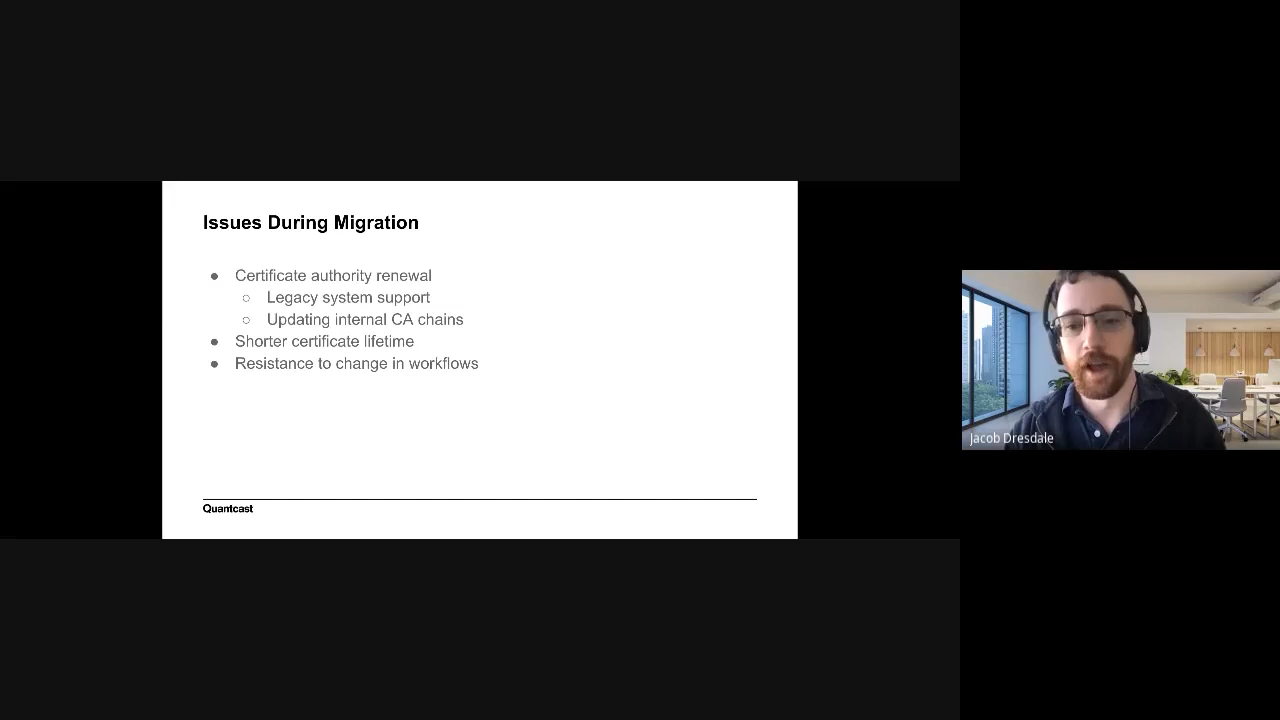 Issues During Migration
● Certificate authority renewal
○ Legacy system support
○ Updating internal CA chains
● Shorter certificate lifetime
● Resistance to change in workflows
Quantcast
Jacob Dresdale